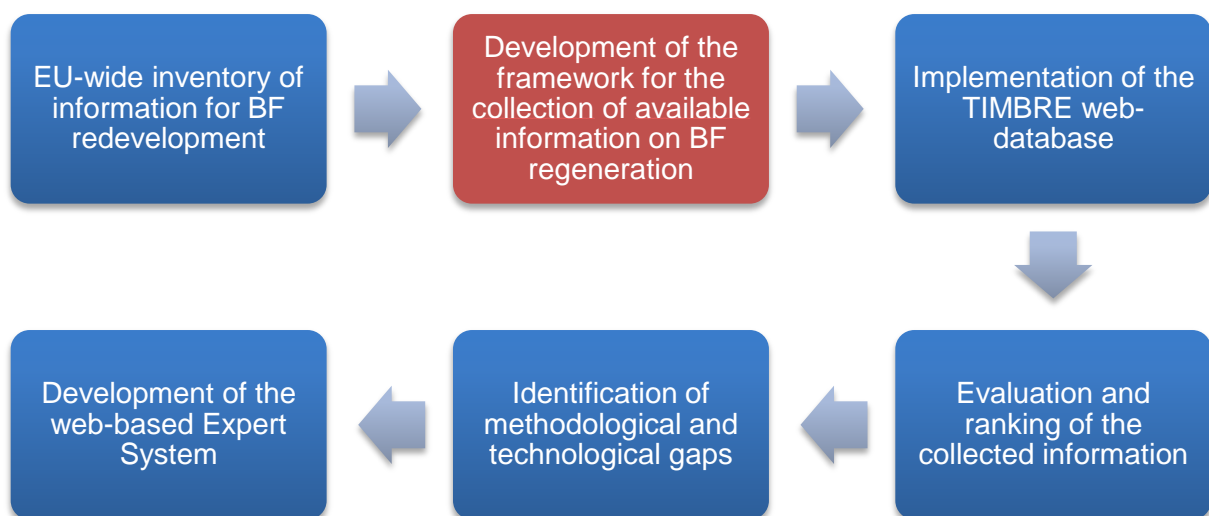 EU-wide inventory of
information for BF
redevelopment
Development of the
framework for the
collection of available
information on BF
regeneration
Implementation of the
TIMBRE web-
database
Evaluation and
ranking of the
collected information
Identification of
methodological and
technological gaps
Development of the
web-based Expert
System